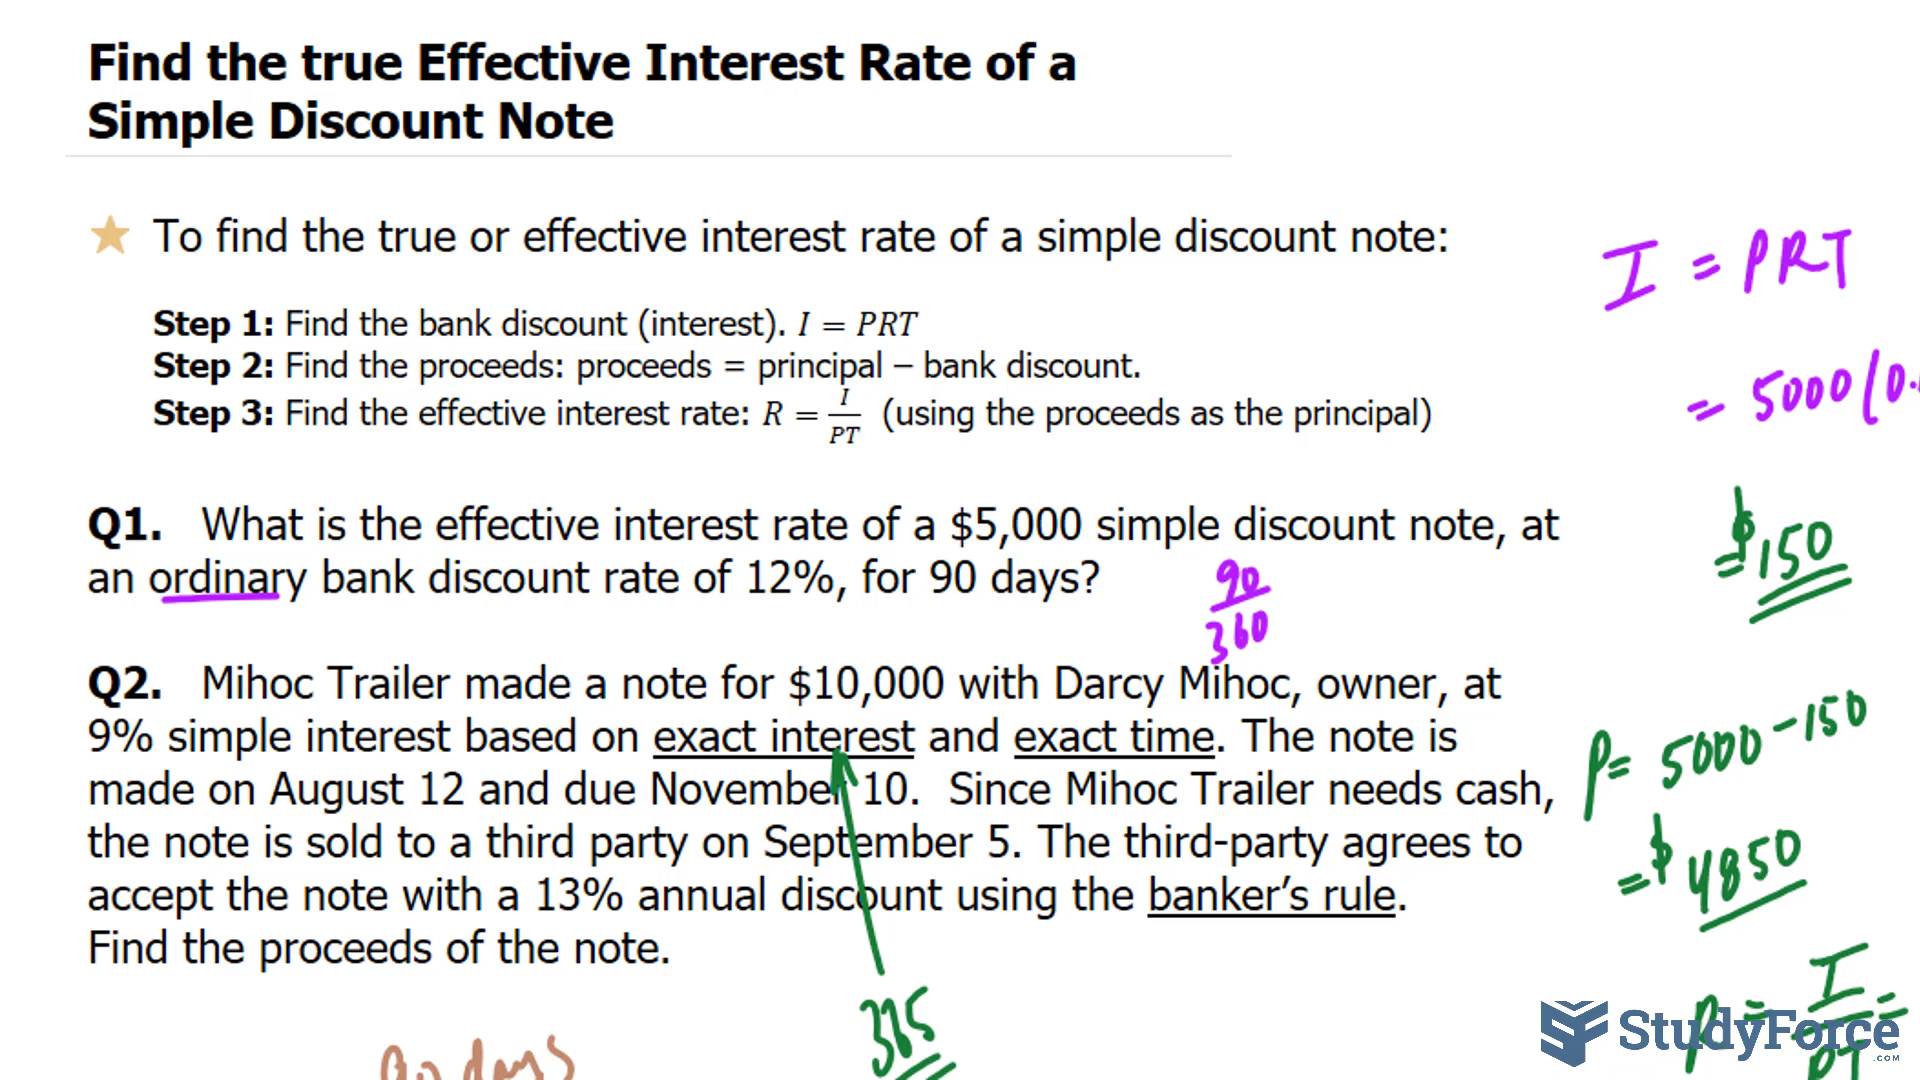 Find the true Effective Interest Rate of a
Simple Discount Note
To find the true or effective interest rate of a simple discount note:
Step 1: Find the bank discount (interest). I = PRT
Step 2: Find the proceeds: proceeds = principal – bank discount.
Step 3: Find the effective interest rate: R = I/PT (using the proceeds as the principal)
Q1. What is the effective interest rate of a $5,000 simple discount note, at
an ordinary bank discount rate of 12%, for 90 days?
90/360
Q2. Mihoc Trailer made a note for $10,000 with Darcy Mihoc, owner, at
9% simple interest based on exact interest and exact time. The note is
made on August 12 and due November 10. Since Mihoc Trailer needs cash,
the note is sold to a third party on September 5. The third-party agrees to
accept the note with a 13% annual discount using the banker's rule.
Find the proceeds of the note.
365
90 days
I = PRT
= 5000(0.
= $150
P = 5000 - 150
= $4850
R = I/PT =
StudyForce
.COM